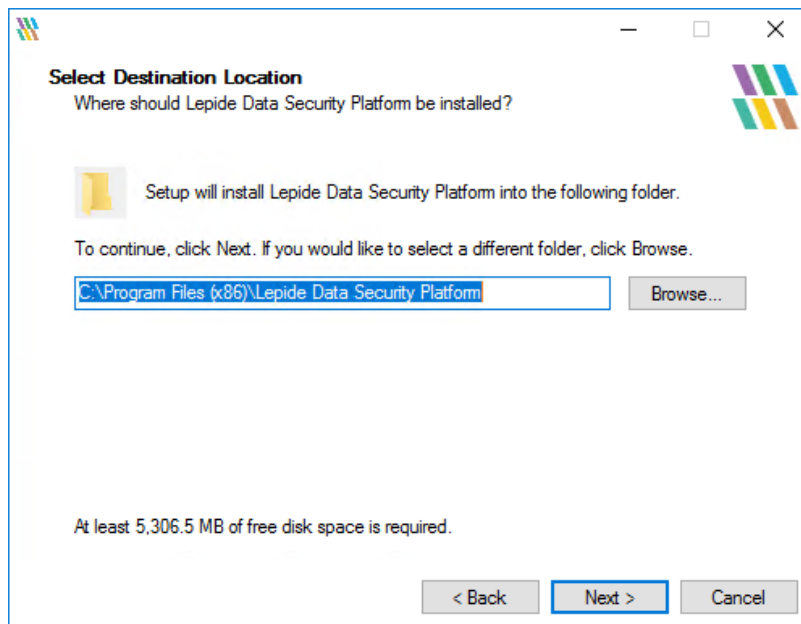 Select Destination Location
Where should Lepide Data Security Platform be installed?
Setup will install Lepide Data Security Platform into the following folder.
To continue, click Next. If you would like to select a different folder, click Browse.
C:\Program Files (x86)\Lepide Data Security Platform
Browse...
At least 5,306.5 MB of free disk space is required.
< Back
Next >
Cancel